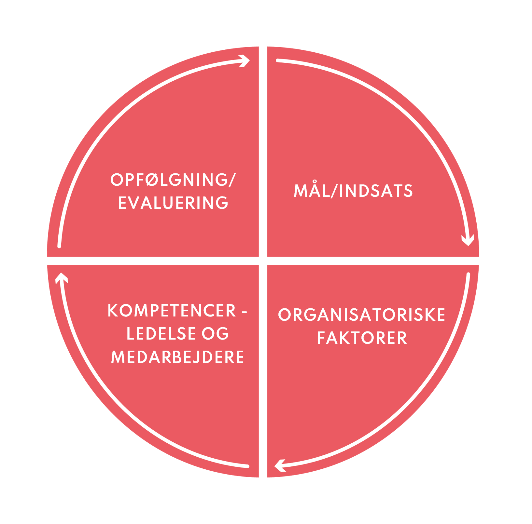 OPFØLGNING/
EVALUERING
MÅL/INDSATS
KOMPETENCER -
LEDELSE OG
MEDARBEJDERE
ORGANISATORISKE
FAKTORER